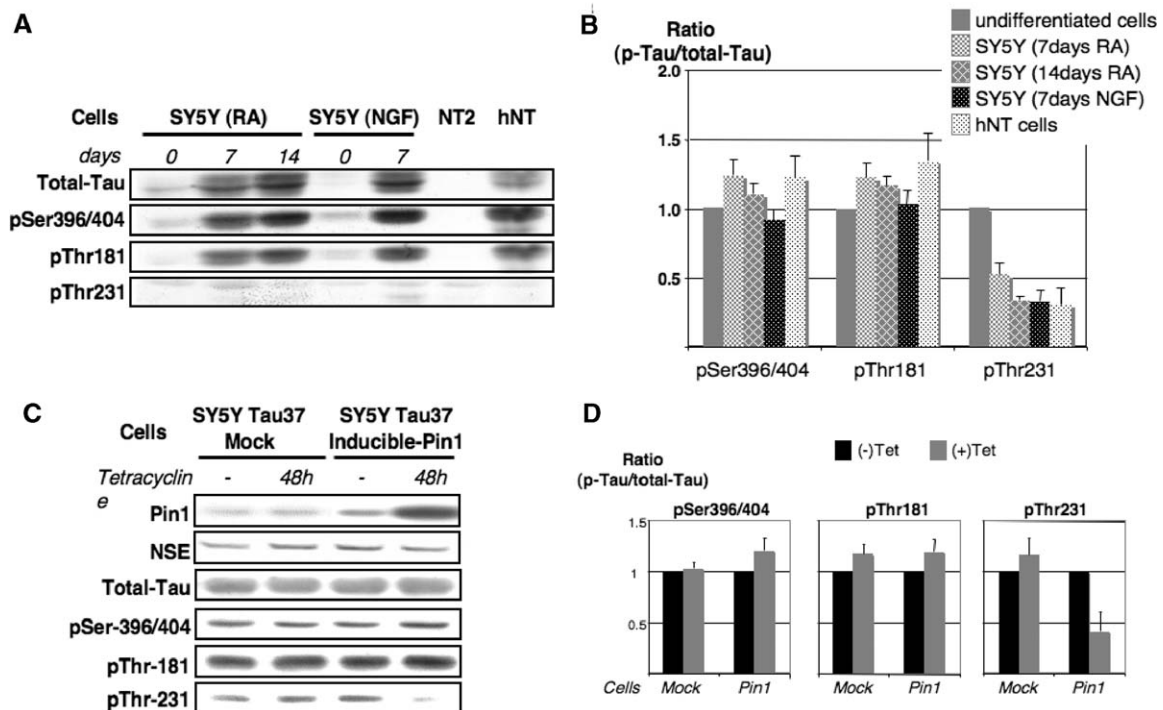 A
Cells SY5Y (RA) SY5Y (NGF) NT2 hNT
days 0 7 14 0 7
Total-Tau
pSer396/404
pThr181
pThr231
B
Ratio
(p-Tau/total-Tau)
undifferentiated cells
SY5Y (7days RA)
SY5Y (14days RA)
SY5Y (7days NGF)
hNT cells
2.0
1.5
1.0
0.5
pSer396/404 pThr181 pThr231
C
Cells
SY5Y Tau37 SY5Y Tau37
Mock Inducible-Pin1
Tetracyclin - 48h - 48h
e
Pin1
NSE
Total-Tau
pSer-396/404
pThr-181
pThr-231
D
(-)Tet (+)Tet
Ratio
(p-Tau/total-Tau)
pSer396/404 pThr181 pThr231
1.5
1
0.5
Cells Mock Pin1 Mock Pin1 Mock Pin1